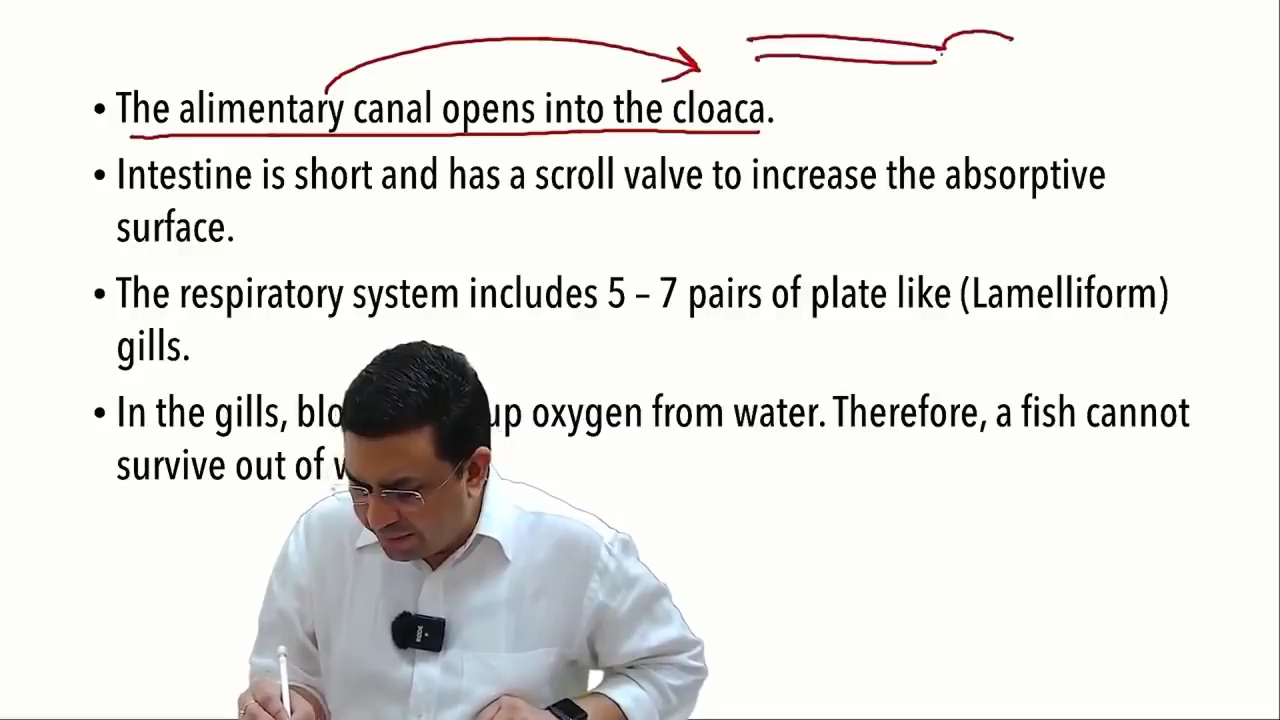 • The alimentary canal opens into the cloaca.
• Intestine is short and has a scroll valve to increase the absorptive
surface.
• The respiratory system includes 5 – 7 pairs of plate like (Lamelliform)
gills.
• In the gills, up oxygen from water. Therefore, a fish cannot
survive out of
RODE